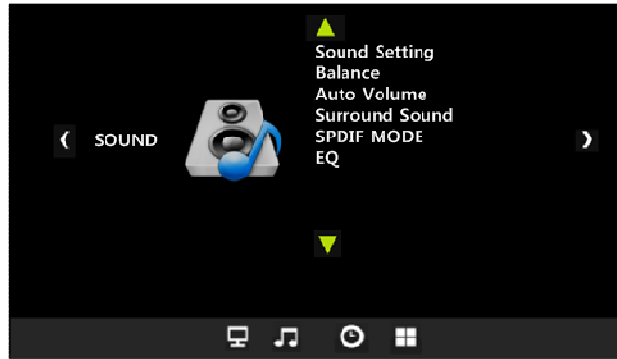 SOUND
Sound Setting
Balance
Auto Volume
Surround Sound
SPDIF MODE
EQ